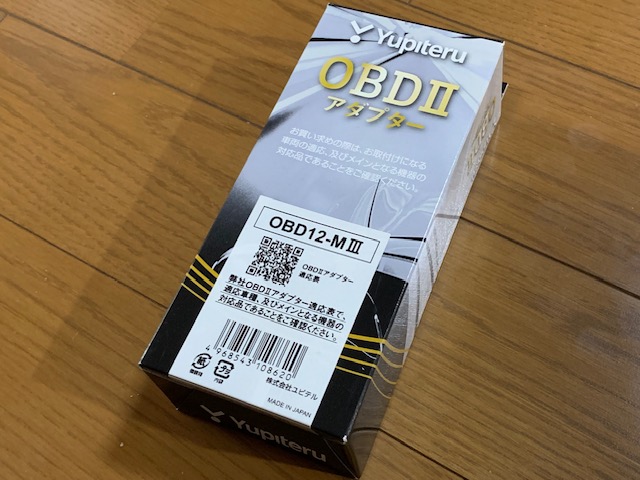 Yupiteru
OBDⅡ
アダプター
お買い求めの際は、お取付けになる
車両の適応、及びメインとなる機器の
対応品であることをご確認ください。
OBD12-MⅢ
OBDⅡアダプター
適応表
弊社OBDⅡアダプター適応表で、
適応車種、及びメインとなる機器の
対応品であることをご確認ください。
4968543108620
紙
プラ
株式会社ユピテル
MADE IN JAPAN
Yupiteru